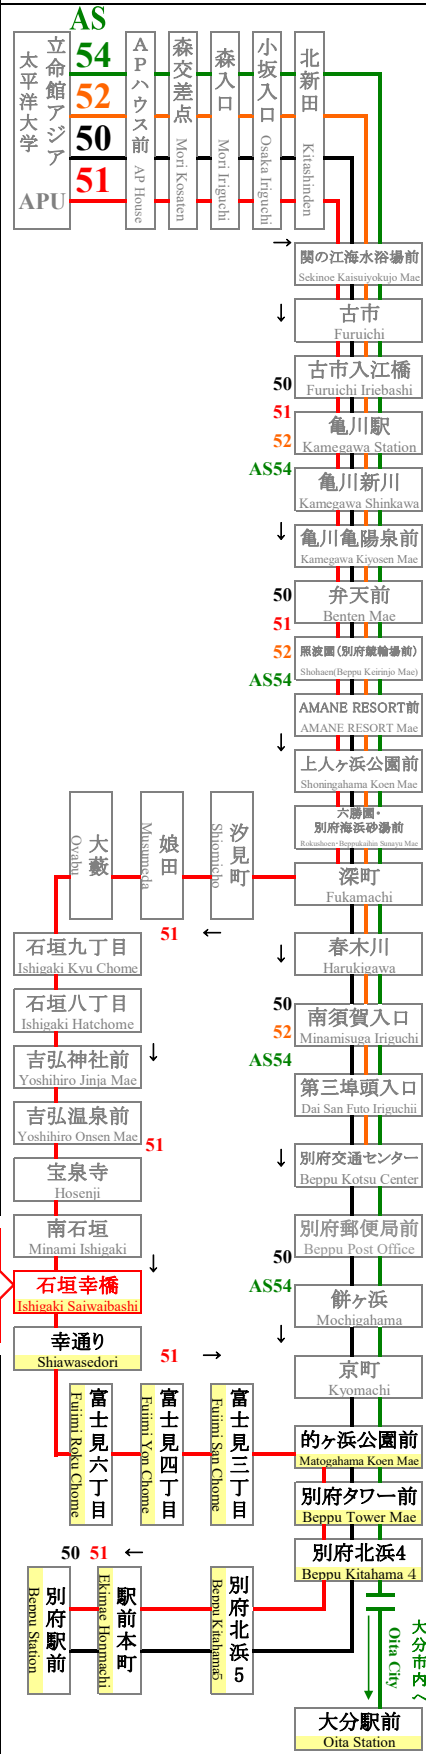 AS
54
52
50
51
立命館アジア
太平洋大学
APU
APハウス前
AP House
森交差点
Mori Kosaten
森入口
Mori Iriguchi
小坂入口
Osaka Iriguchi
北新田
Kitashinden
→
関の江海水浴場前
Sekinoe Kaisuiyokujo Mae
↓
古市
Furuichi
古市入江橋
Furuichi Iriebashi
50
51
52
AS54
亀川駅
Kamegawa Station
亀川新川
Kamegawa Shinkawa
↓
亀川亀陽泉前
Kamegawa Kiyosen Mae
50
51
52
AS54
弁天前
Benten Mae
照波園(別府競輪場前)
Shohaen(Beppu Keirinjo Mae)
AMANE RESORT前
AMANE RESORT Mae
↓
上人ヶ浜公園前
Shoningahama Koen Mae
六勝園・
別府海浜砂湯前
Rokushoen・Beppukaihin Sunayu Mae
深町
Fukamachi
汐見町
Shiomicho
娘田
Musumeda
大藪
Oyabu
51 ←
石垣九丁目
Ishigaki Kyu Chome
石垣八丁目
Ishigaki Hatchome
吉弘神社前
Yoshihiro Jinja Mae
↓
吉弘温泉前
Yoshihiro Onsen Mae
51
宝泉寺
Hosenji
南石垣
Minami Ishigaki
↓
石垣幸橋
Ishigaki Saiwaibashi
幸通り
Shiawasedori
51 →
富士見六丁目
Fujimi Roku Chome
富士見四丁目
Fujimi Yon Chome
富士見三丁目
Fujimi San Chome
↓
春木川
Harukigawa
50
52
AS54
南須賀入口
Minamisuga Iriguchi
第三埠頭入口
Dai San Futo Iriguchii
↓
別府交通センター
Beppu Kotsu Center
別府郵便局前
Beppu Post Office
50
AS54
餅ヶ浜
Mochigahama
↓
京町
Kyomachi
的ヶ浜公園前
Matogahama Koen Mae
別府タワー前
Beppu Tower Mae
別府北浜4
Beppu Kitahama 4
50 51 ←
別府北浜5
Beppu Kitahama5
駅前本町
Ekimae Honmachi
別府駅前
Beppu Station
大分市内へ
Oita City
大分駅前
Oita Station